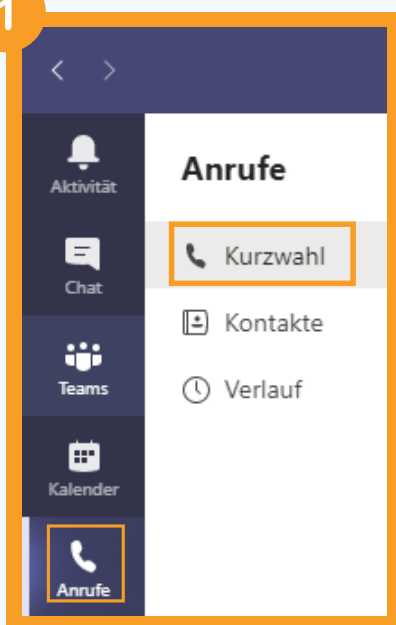 1
Aktivität
Chat
Teams
Kalender
Anrufe
Anrufe
Kurzwahl
Kontakte
Verlauf